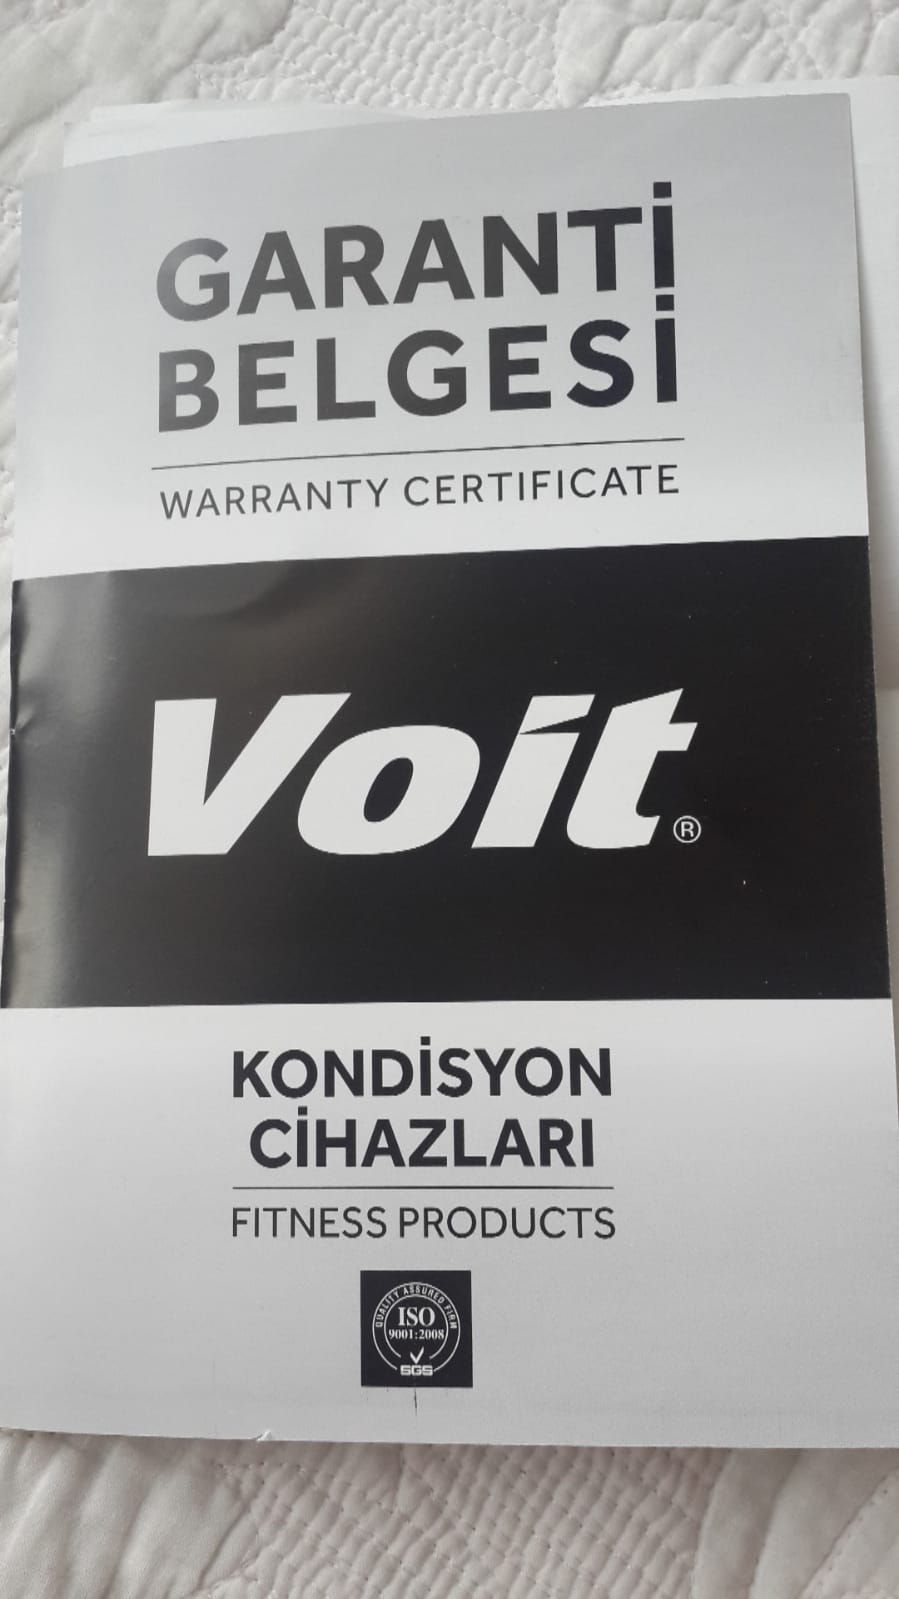 GARANTİ
BELGESİ
WARRANTY CERTIFICATE
Voit®
KONDİSYON
CİHAZLARI
FITNESS PRODUCTS
QUALITY ASSURED FIRM
ISO
9001:2008
SGS